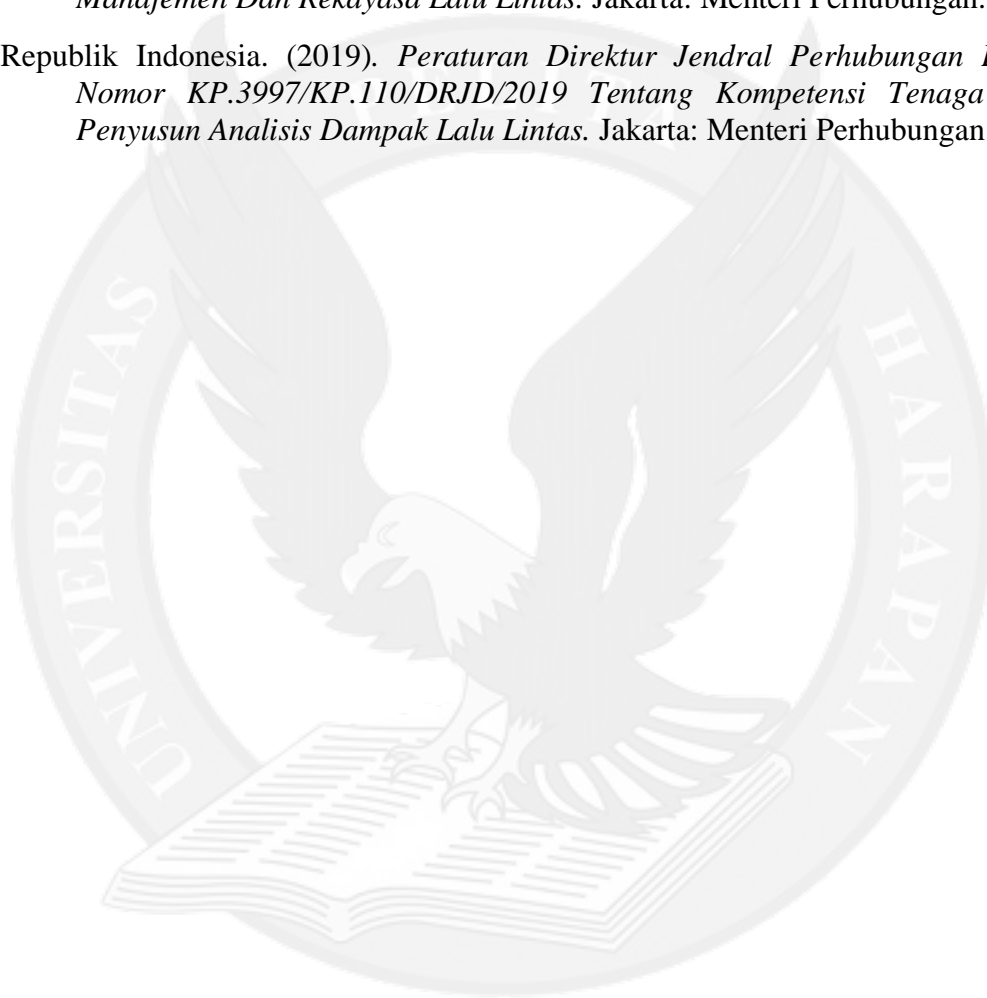 Manajemen Dan Rekayasa Lalu Lintas. Jakarta: Menteri Perhubungan.
Republik Indonesia. (2019). Peraturan Direktur Jendral Perhubungan
Nomor KP.3997/KP.110/DRJD/2019 Tentang Kompetensi Tenaga
Penyusun Analisis Dampak Lalu Lintas. Jakarta: Menteri Perhubungan
PELITA
UNIVERSITAS
HARAPAN